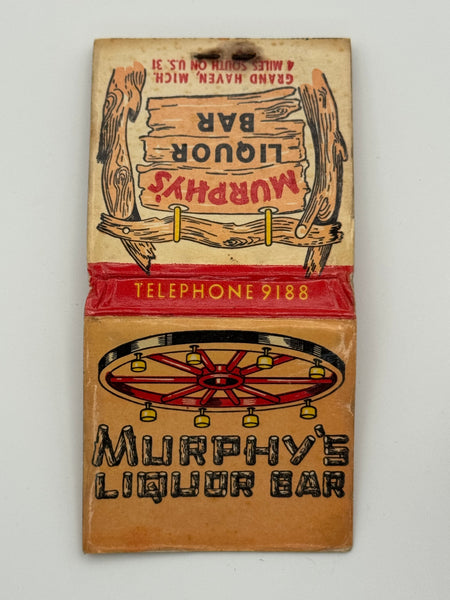 GRAND HAVEN, MICH.
4 MILES SOUTH ON U.S. 31
MURPHY'S
LIQUOR
BAR
TELEPHONE 9188
MURPHY'S
LIQUOR BAR